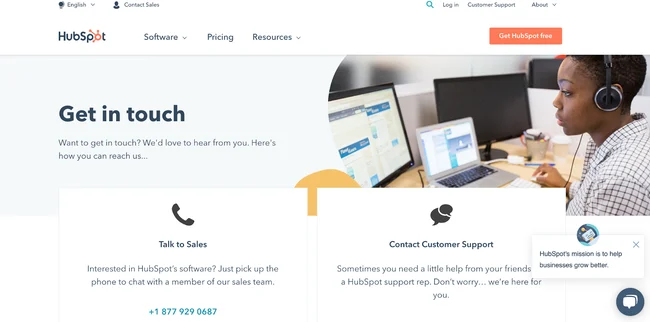 English
Contact Sales
Log in
Customer Support
About
HubSpot
Software
Pricing
Resources
Get HubSpot free
Get in touch
Want to get in touch? We'd love to hear from you. Here's
how you can reach us...
Talk to Sales
Interested in HubSpot's software? Just pick up the
phone to chat with a member of our sales team.
+1 877 929 0687
Contact Customer Support
Sometimes you need a little help from your friends
a HubSpot support rep. Don't worry… we're here for
you.
HubSpot's mission is to help
businesses grow better.